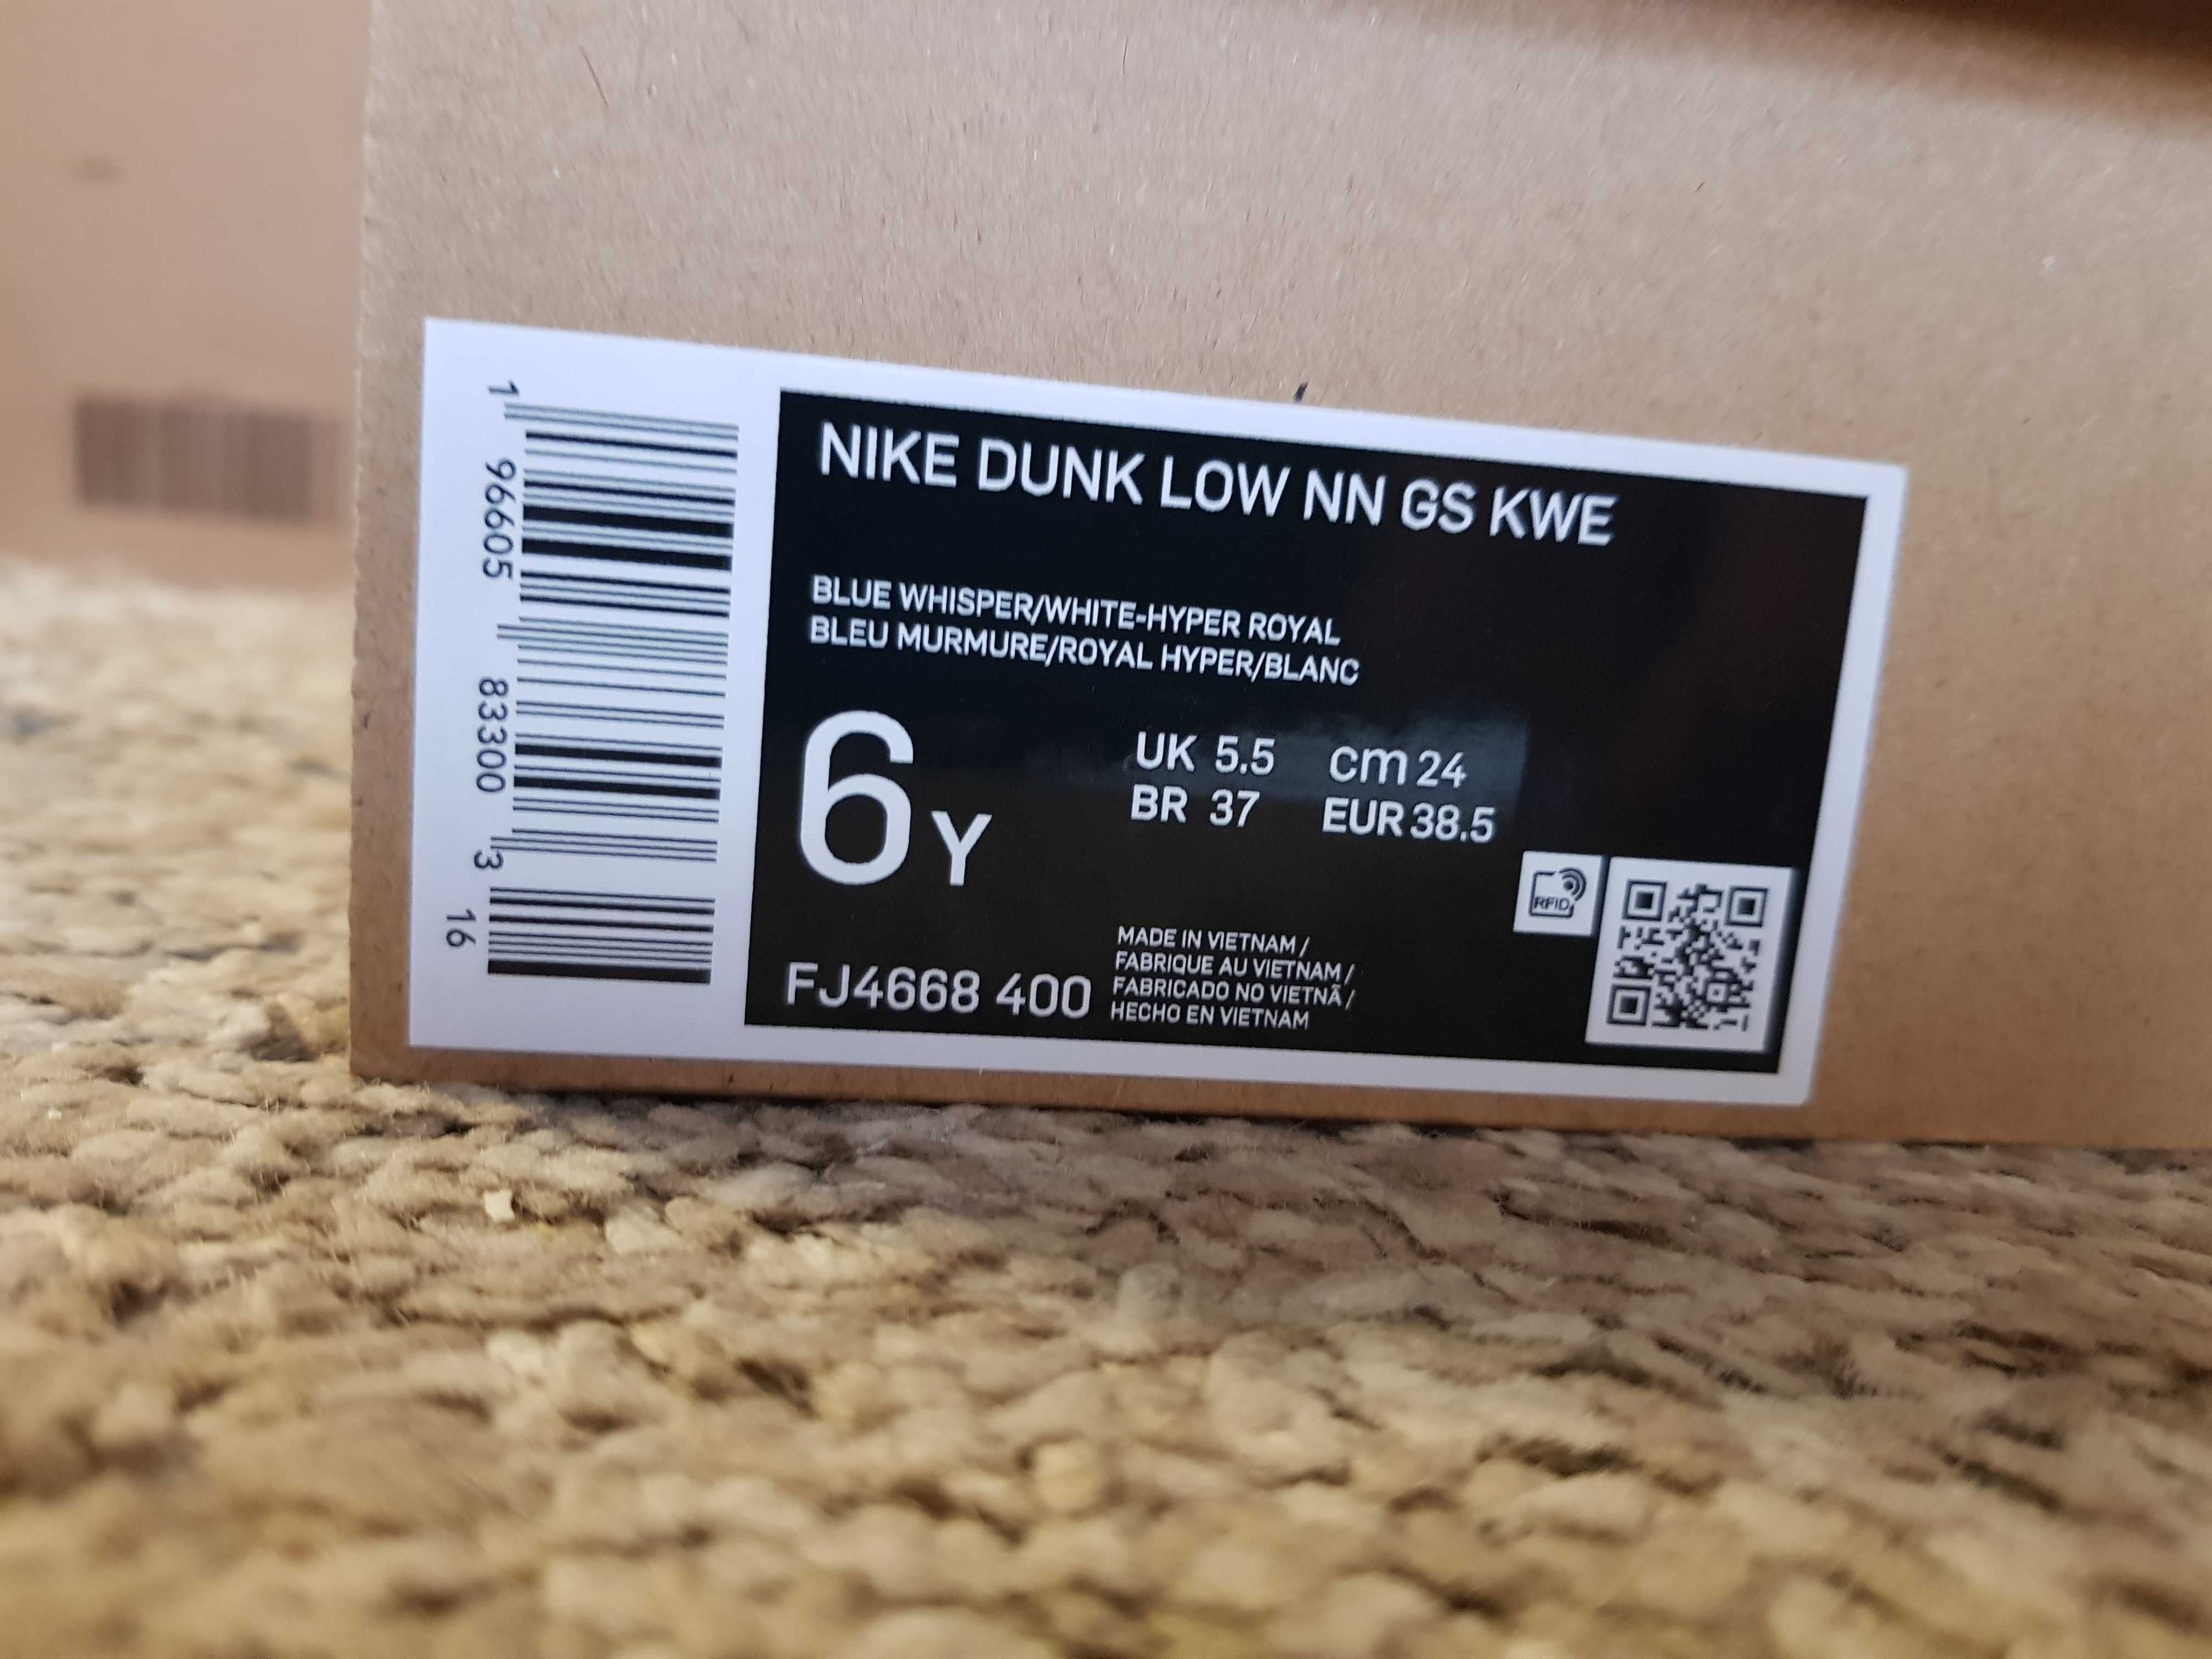 NIKE DUNK LOW NN GS KWE
BLUE WHISPER/WHITE-HYPER ROYAL
BLEU MURMURE/ROYAL HYPER/BLANC
6 Y
UK 5.5 cm 24
BR 37 EUR 38.5
FJ4668 400
MADE IN VIETNAM /
FABRIQUE AU VIETNAM /
FABRICADO NO VIETNÃ /
HECHO EN VIETNAM
RFID
1 96605 83300 3
16